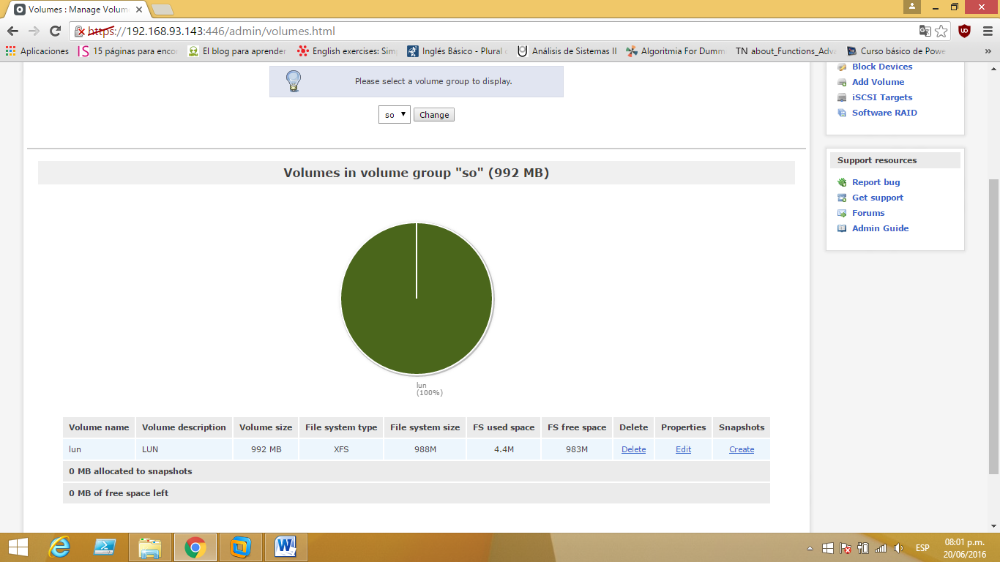 Volumes : Manage Volum
https://192.168.93.143:446/admin/volumes.html
Aplicaciones
15 páginas para enco
El blog para aprender
English exercises: Sim
Inglés Básico - Plural
Análisis de Sistemas II
Algoritmia For Dumm
TN about_Functions_Adv
Curso básico de Powe
»
Please select a volume group to display.
so
Change
Volumes in volume group "so" (992 MB)
lun
(100%)
Volume name Volume description Volume size File system type File system size FS used space FS free space Delete Properties Snapshots
lun LUN 992 MB XFS 988M 4.4M 983M Delete Edit Create
0 MB allocated to snapshots
0 MB of free space left
Block Devices
Add Volume
iSCSI Targets
Software RAID
Support resources
Report bug
Get support
Forums
Admin Guide
ESP
08:01 p.m.
20/06/2016